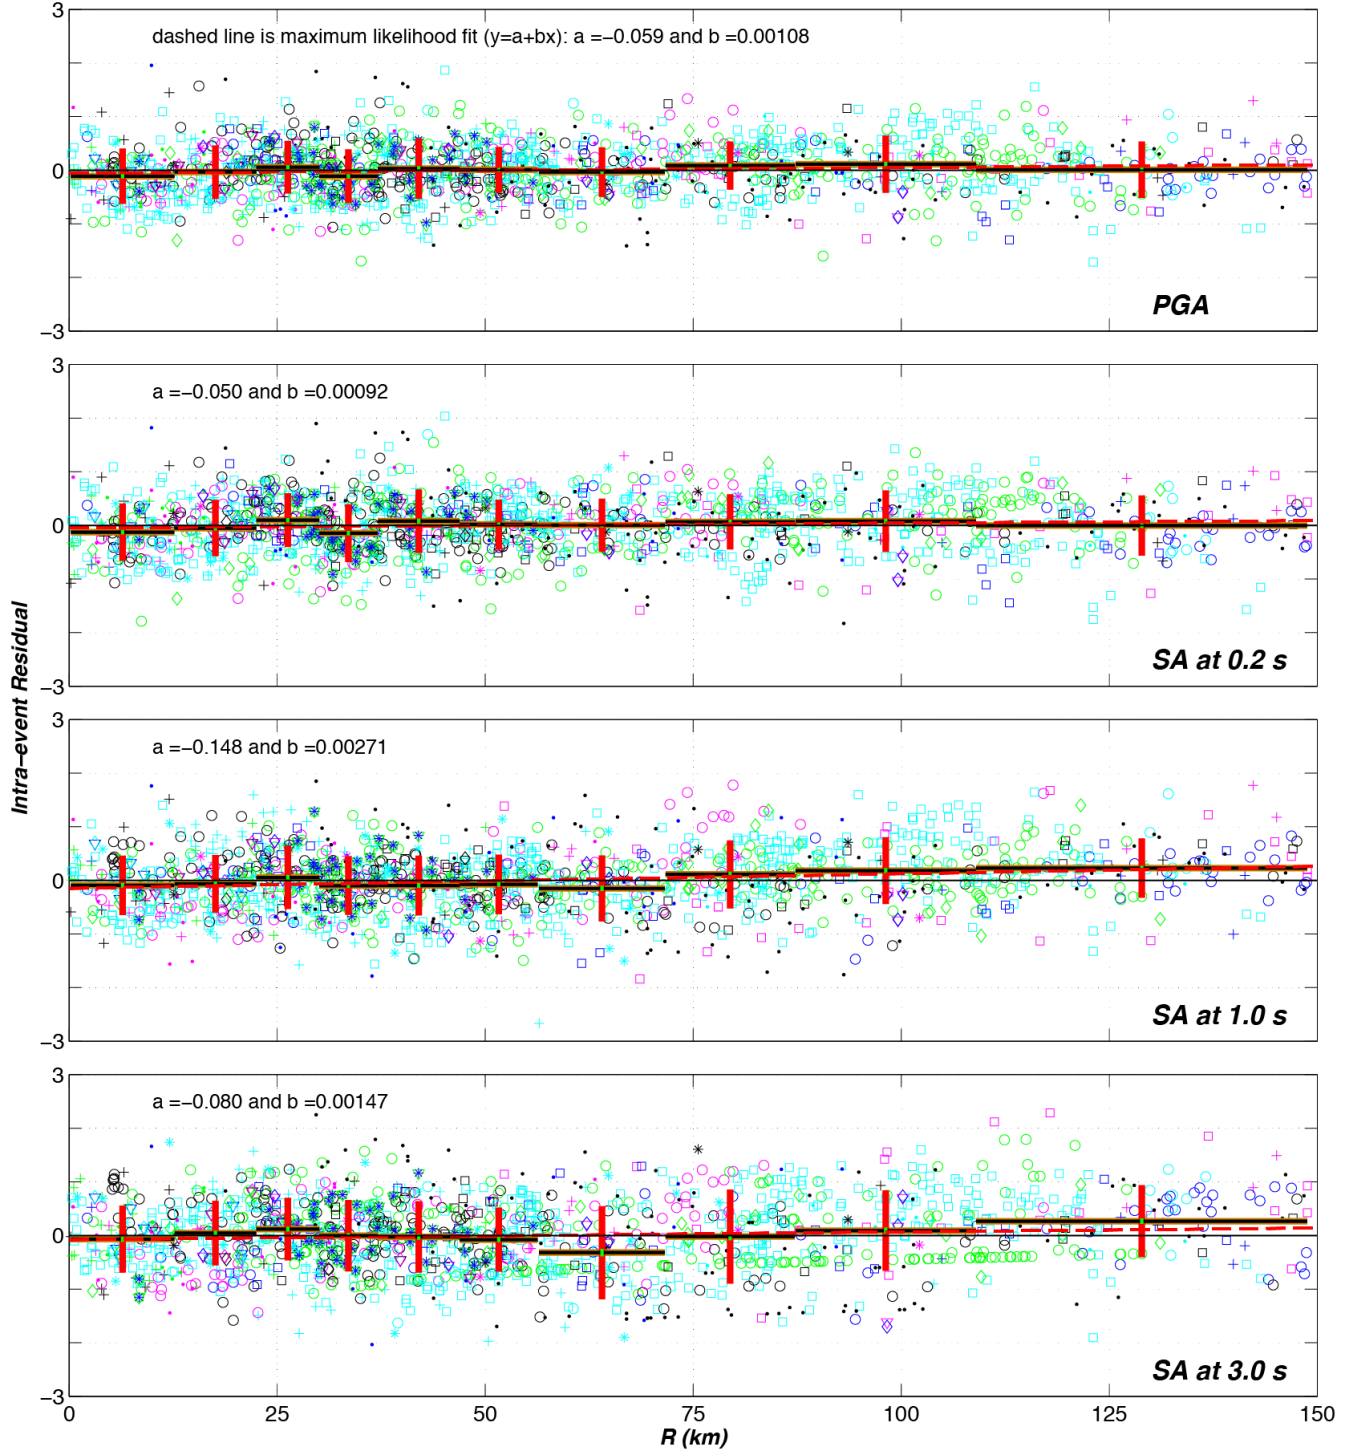 3
dashed line is maximum likelihood fit (y=a+bx): a =−0.059 and b =0.00108
0
PGA
−3
3
a =−0.050 and b =0.00092
0
SA at 0.2 s
−3
3
a =−0.148 and b =0.00271
0
SA at 1.0 s
−3
3
a =−0.080 and b =0.00147
0
SA at 3.0 s
−3
0 25 50 75 100 125 150
R (km)
Intra−event Residual